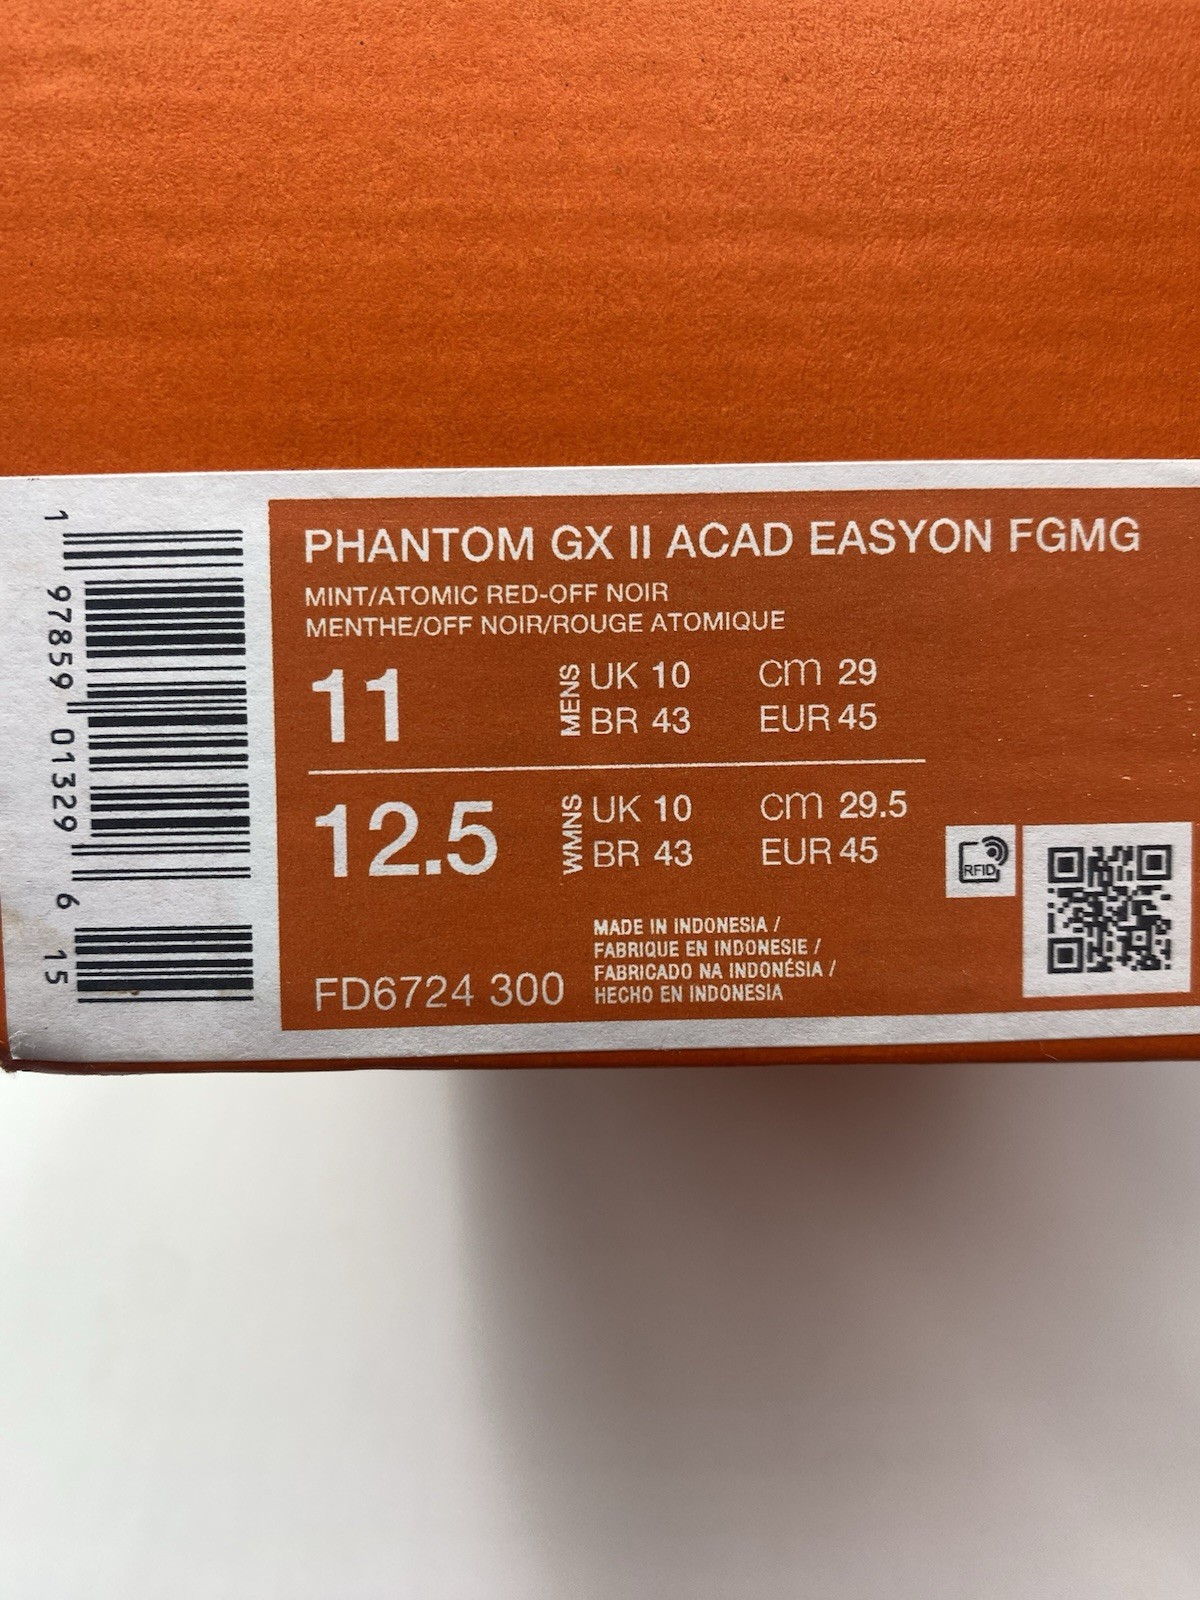 PHANTOM GX II ACAD EASYON FGMG
MINT/ATOMIC RED-OFF NOIR
MENTHE/OFF NOIR/ROUGE ATOMIQUE
11
MENS
UK 10 cm 29
BR 43 EUR 45
12.5
WMNS
UK 10 cm 29.5
BR 43 EUR 45
RFID
MADE IN INDONESIA /
FABRIQUE EN INDONESIE /
FABRICADO NA INDONÉSIA /
HECHO EN INDONESIA
FD6724 300
1 97859 01329 6 15